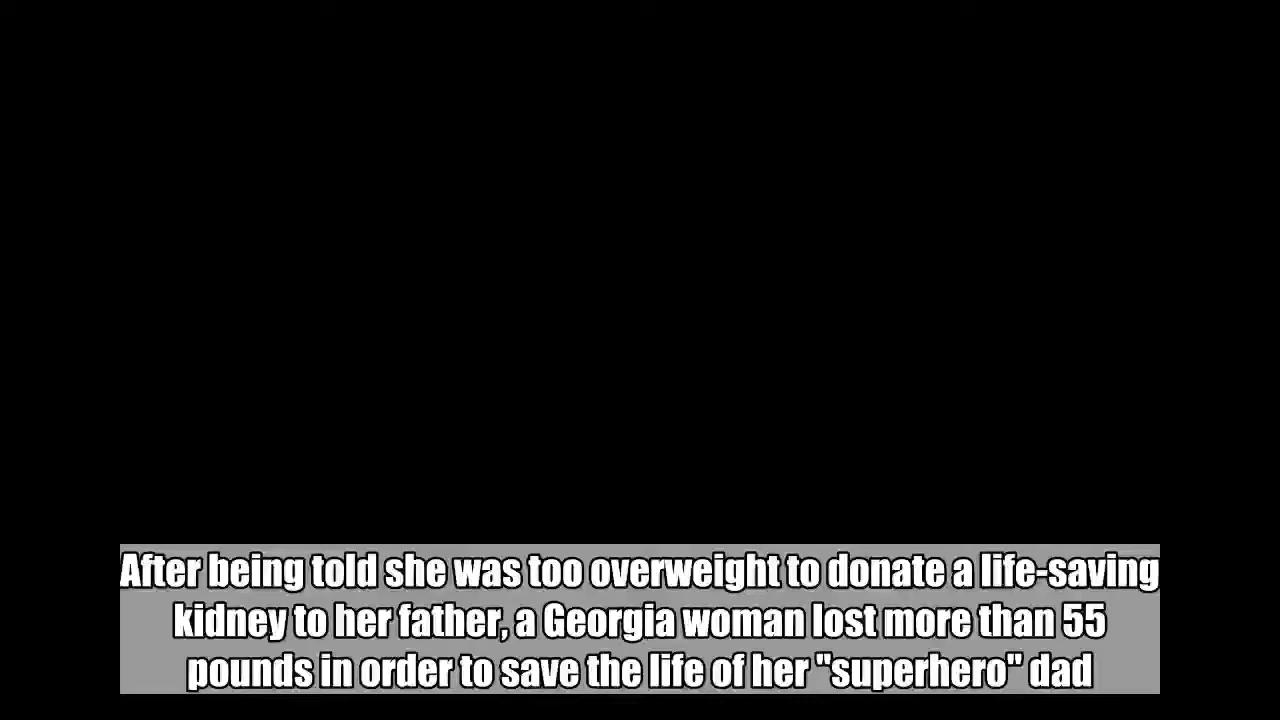 After being told she was too overweight to donate a life-saving
kidney to her father, a Georgia woman lost more than 55
pounds in order to save the life of her "superhero" dad